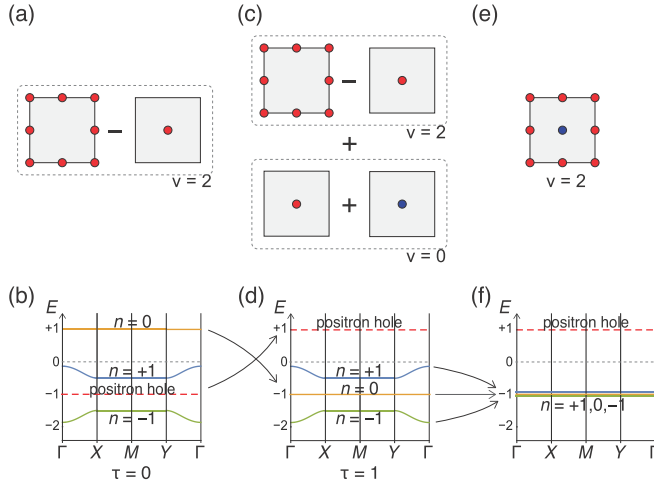 (a)
(c)
(e)
−
ν = 2
−
ν = 2
+
+
ν = 0
ν = 2
(b)
(d)
(f)
E
+1
0
−1
−2
n = 0
n = +1
positron hole
n = −1
Γ X M Y Γ
τ = 0
E
+1
0
−1
−2
positron hole
n = +1
n = 0
n = −1
Γ X M Y Γ
τ = 1
E
+1
0
−1
−2
positron hole
n = +1,0,−1
Γ X M Y Γ